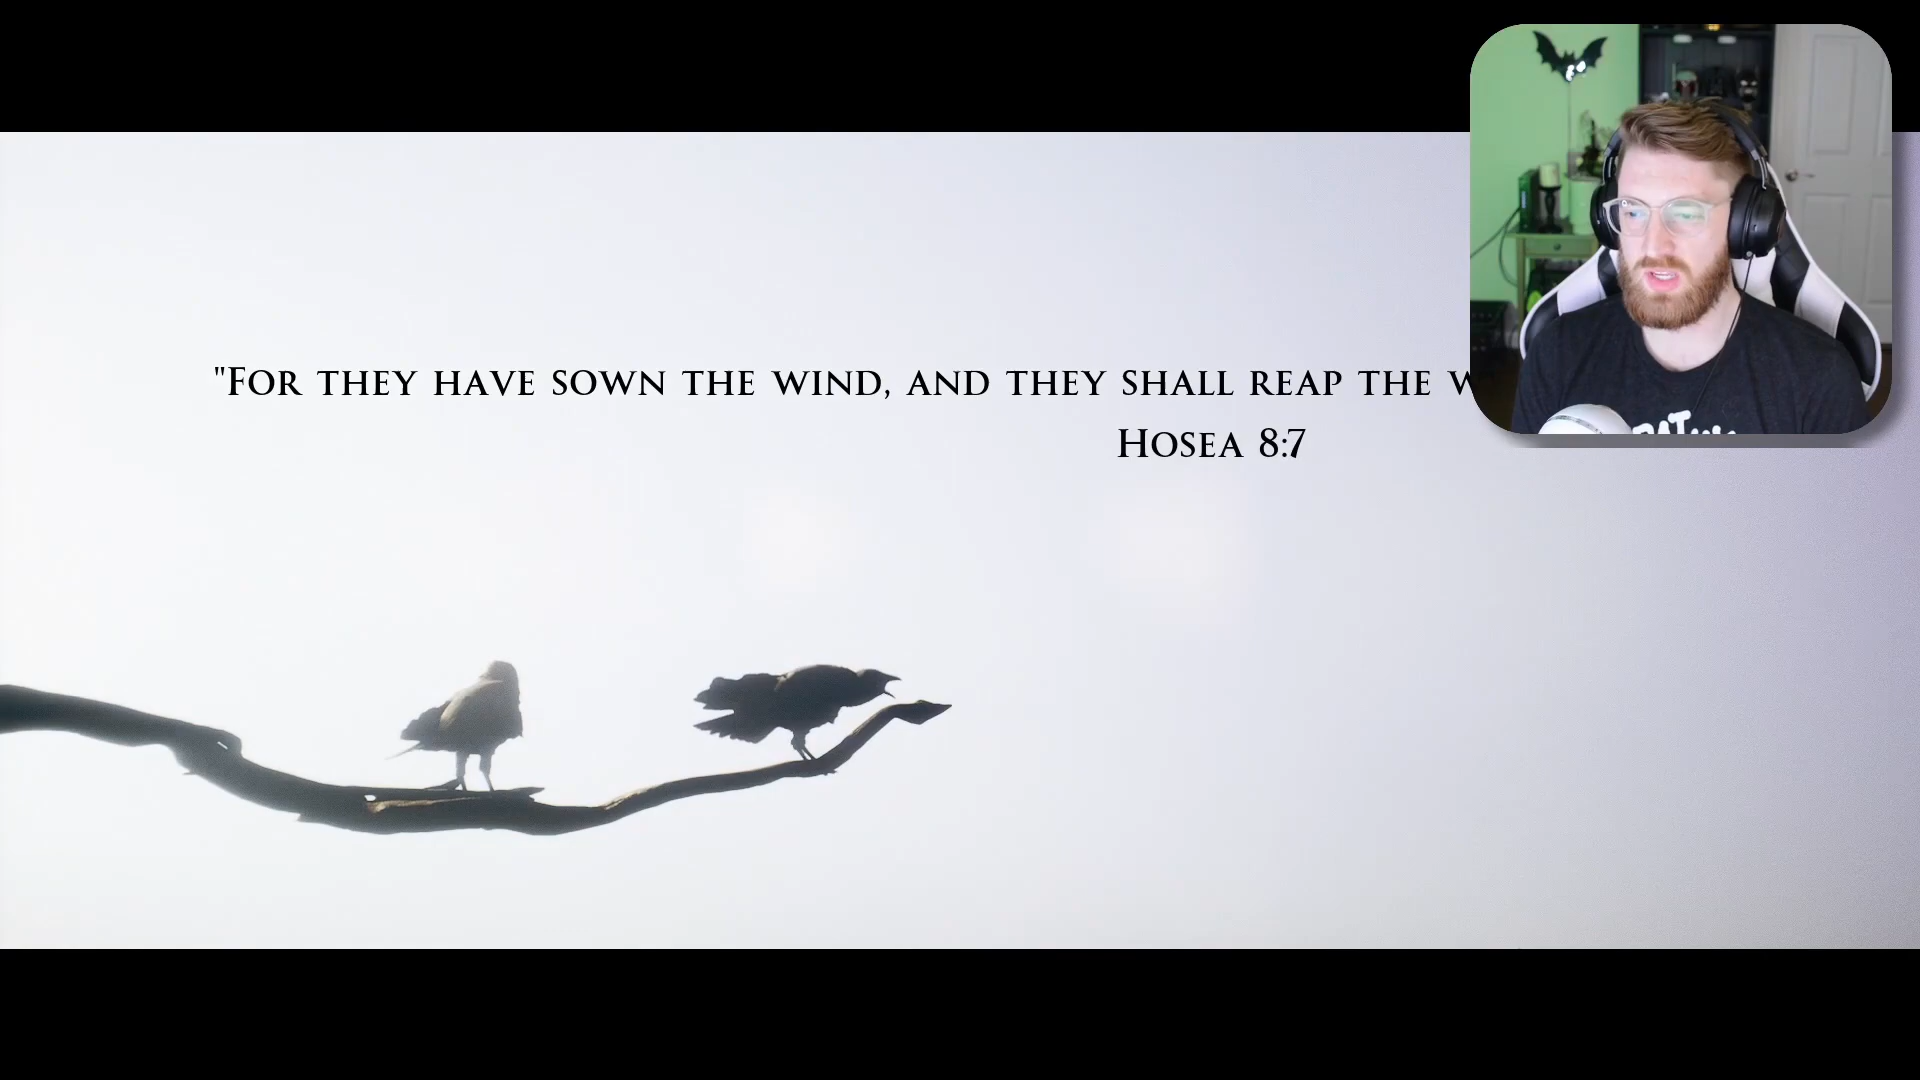 "For they have sown the wind, and they shall reap the
Hosea 8:7